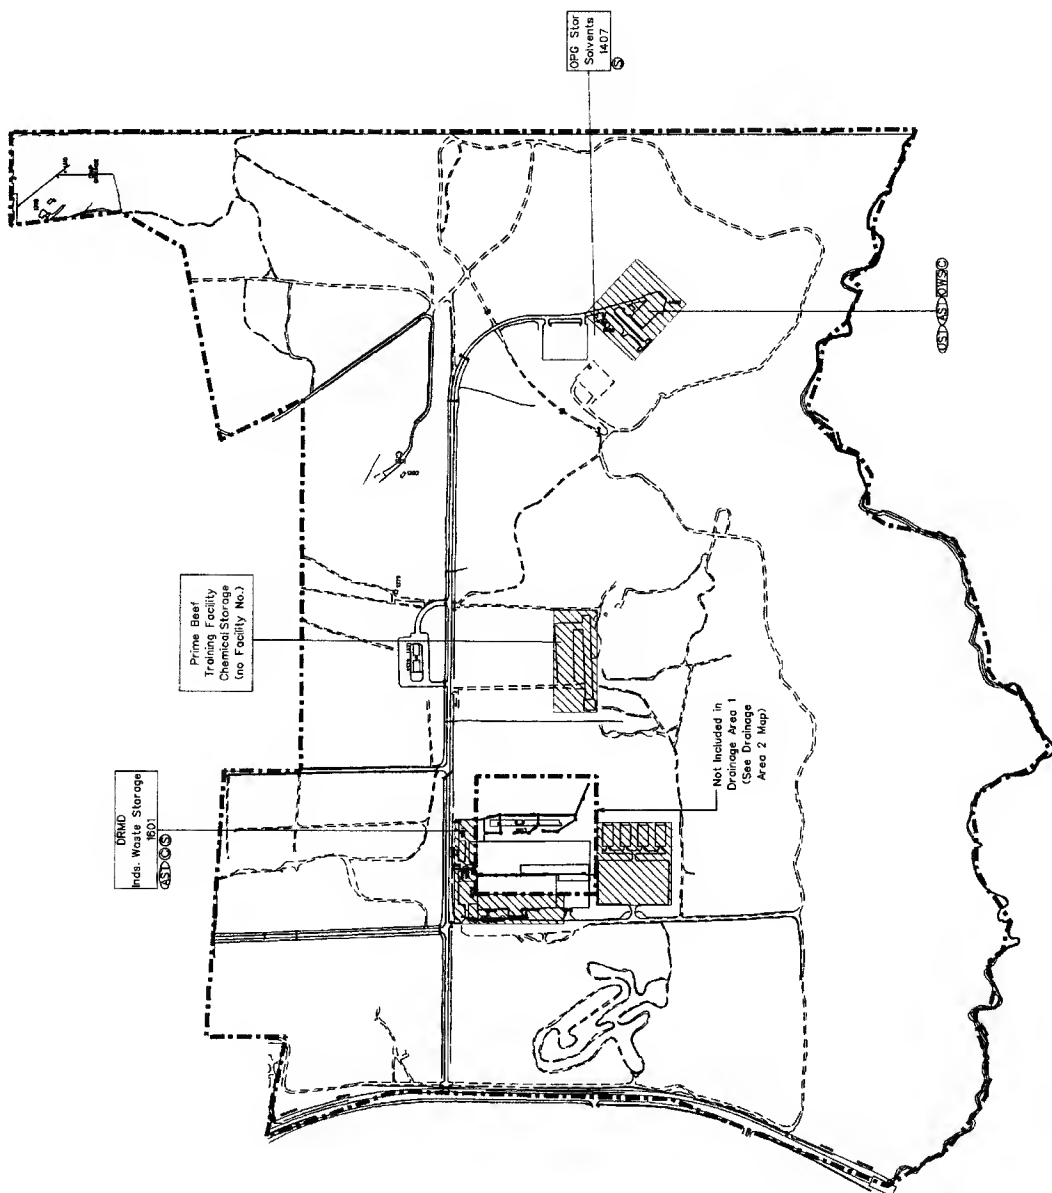 OPG Stor
Solvents
1407
S
UST AST OWS C
Prime Beef
Training Facility
Chemical Storage
(no Facility No.)
DRMD
Inds. Waste Storage
1601
AST C S
Not Included in
Drainage Area 1
(See Drainage
Area 2 Map)